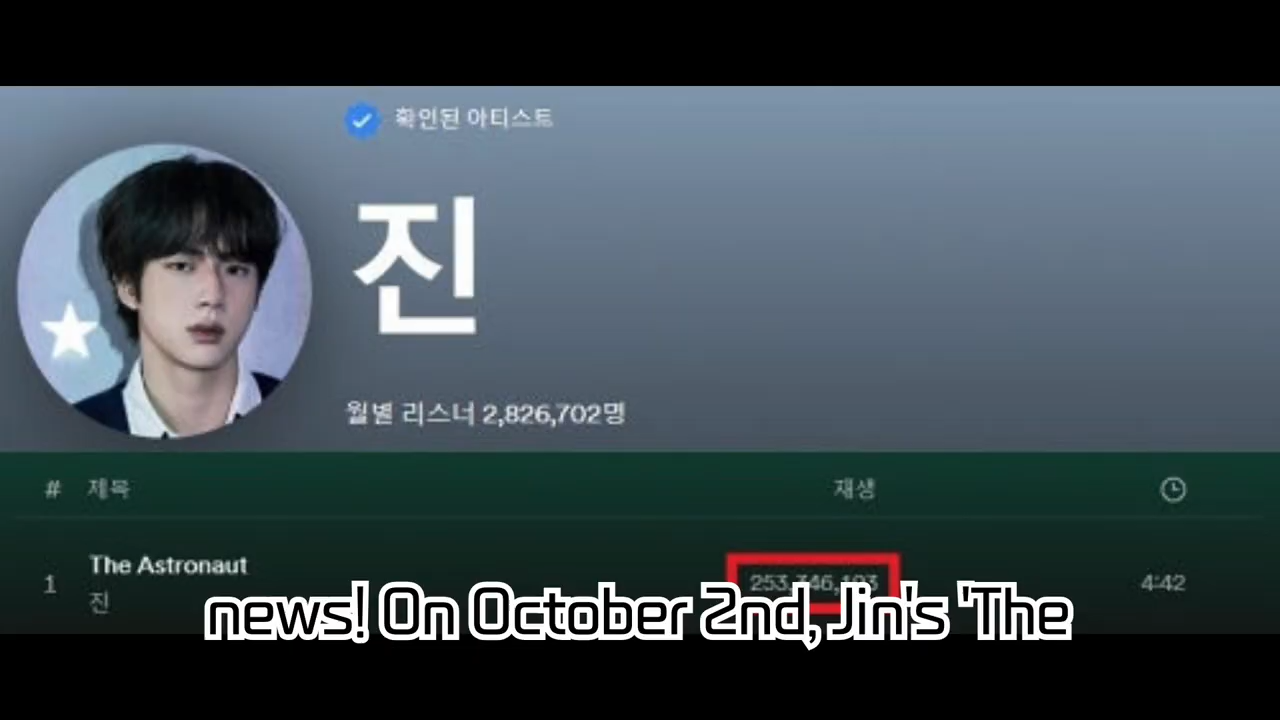 확인된 아티스트
진
월별 리스너 2,826,702명
# 제목 재생
The Astronaut
1 4:42
진
news! On October 2nd, Jin's 'The